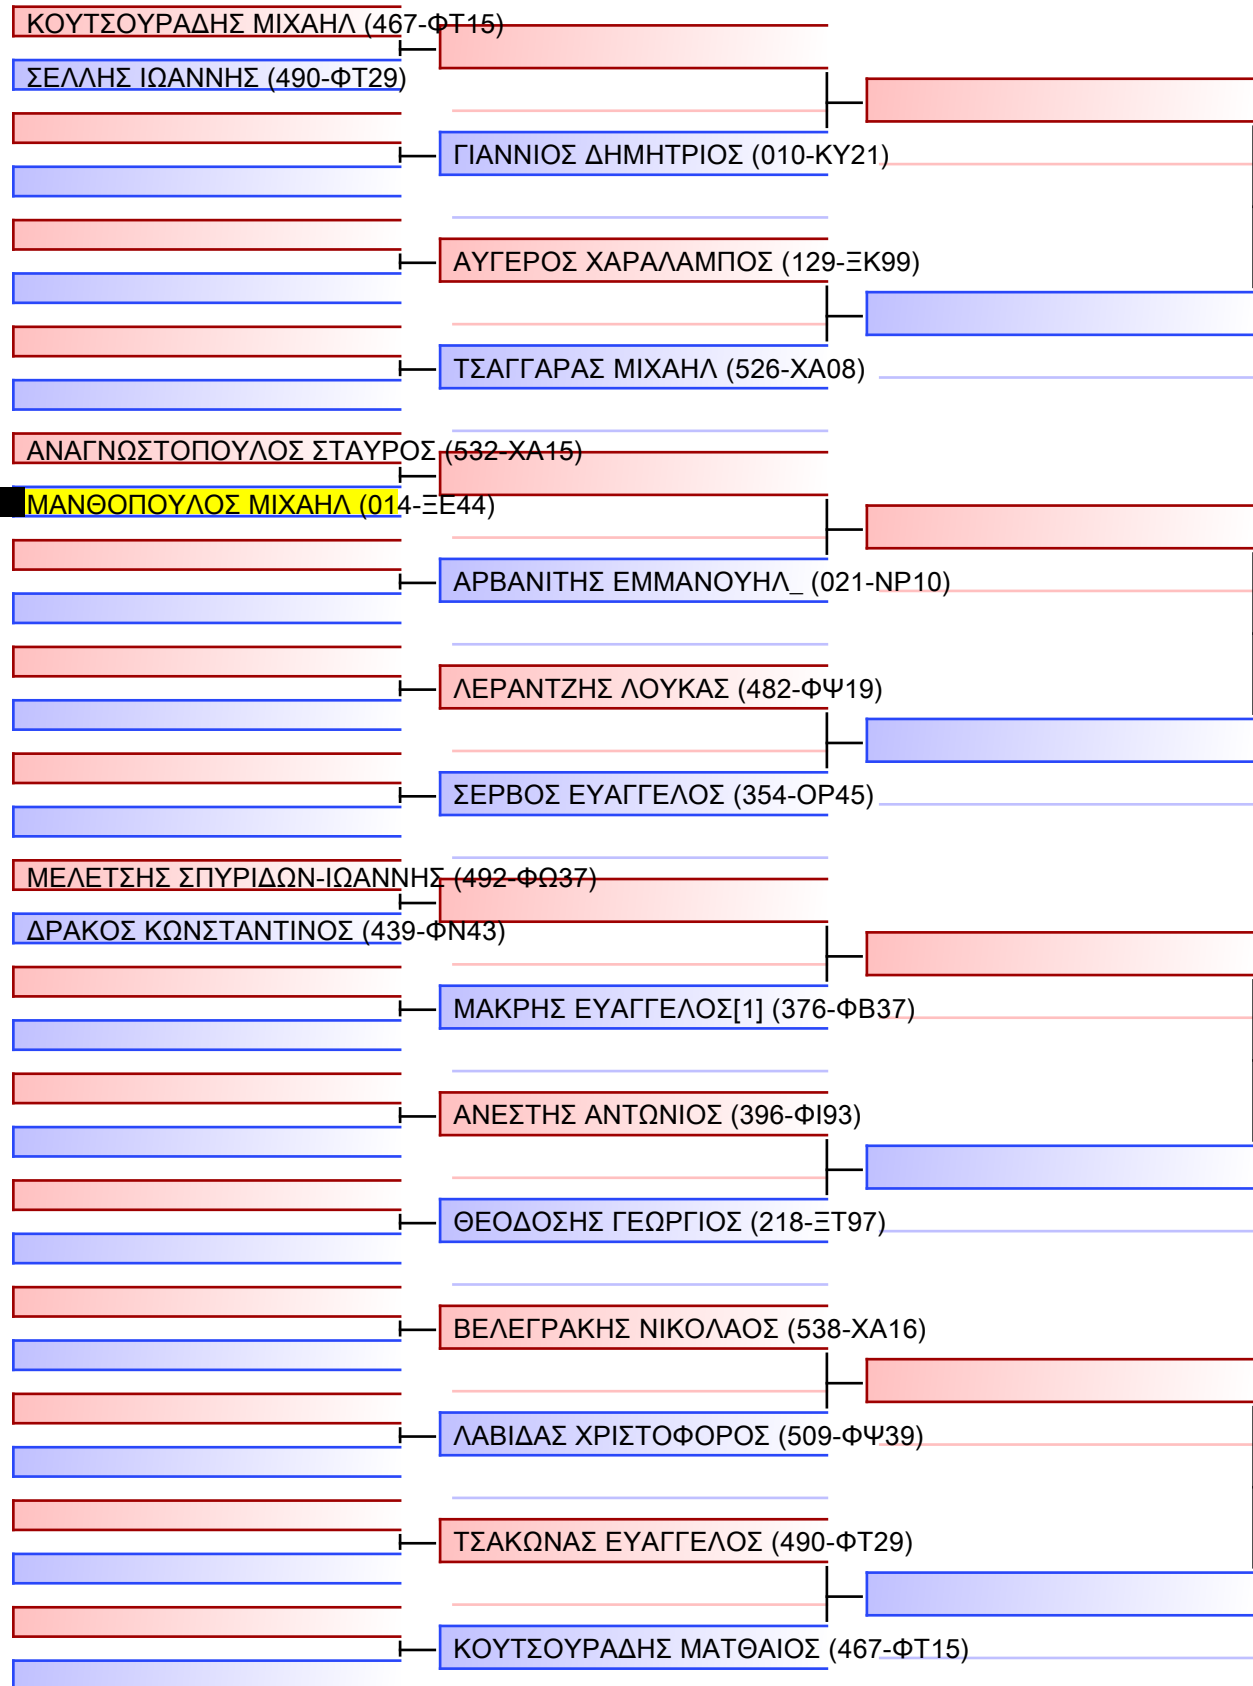 ΚΟΥΤΣΟΥΡΑΔΗΣ ΜΙΧΑΗΛ (467-ΦΤ15)
ΣΕΛΛΗΣ ΙΩΑΝΝΗΣ (490-ΦΤ29)
ΓΙΑΝΝΙΟΣ ΔΗΜΗΤΡΙΟΣ (010-ΚΥ21)
ΑΥΓΕΡΟΣ ΧΑΡΑΛΑΜΠΟΣ (129-ΞΚ99)
ΤΣΑΓΓΑΡΑΣ ΜΙΧΑΗΛ (526-ΧΑ08)
ΑΝΑΓΝΩΣΤΟΠΟΥΛΟΣ ΣΤΑΥΡΟΣ (532-ΧΑ15)
ΜΑΝΘΟΠΟΥΛΟΣ ΜΙΧΑΗΛ (014-ΞΕ44)
ΑΡΒΑΝΙΤΗΣ ΕΜΜΑΝΟΥΗΛ_ (021-ΝΡ10)
ΛΕΡΑΝΤΖΗΣ ΛΟΥΚΑΣ (482-ΦΨ19)
ΣΕΡΒΟΣ ΕΥΑΓΓΕΛΟΣ (354-ΟΡ45)
ΜΕΛΕΤΣΗΣ ΣΠΥΡΙΔΩΝ-ΙΩΑΝΝΗΣ (492-ΦΩ37)
ΔΡΑΚΟΣ ΚΩΝΣΤΑΝΤΙΝΟΣ (439-ΦΝ43)
ΜΑΚΡΗΣ ΕΥΑΓΓΕΛΟΣ[1] (376-ΦΒ37)
ΑΝΕΣΤΗΣ ΑΝΤΩΝΙΟΣ (396-ΦΙ93)
ΘΕΟΔΟΣΗΣ ΓΕΩΡΓΙΟΣ (218-ΞΤ97)
ΒΕΛΕΓΡΑΚΗΣ ΝΙΚΟΛΑΟΣ (538-ΧΑ16)
ΛΑΒΙΔΑΣ ΧΡΙΣΤΟΦΟΡΟΣ (509-ΦΨ39)
ΤΣΑΚΩΝΑΣ ΕΥΑΓΓΕΛΟΣ (490-ΦΤ29)
ΚΟΥΤΣΟΥΡΑΔΗΣ ΜΑΤΘΑΙΟΣ (467-ΦΤ15)